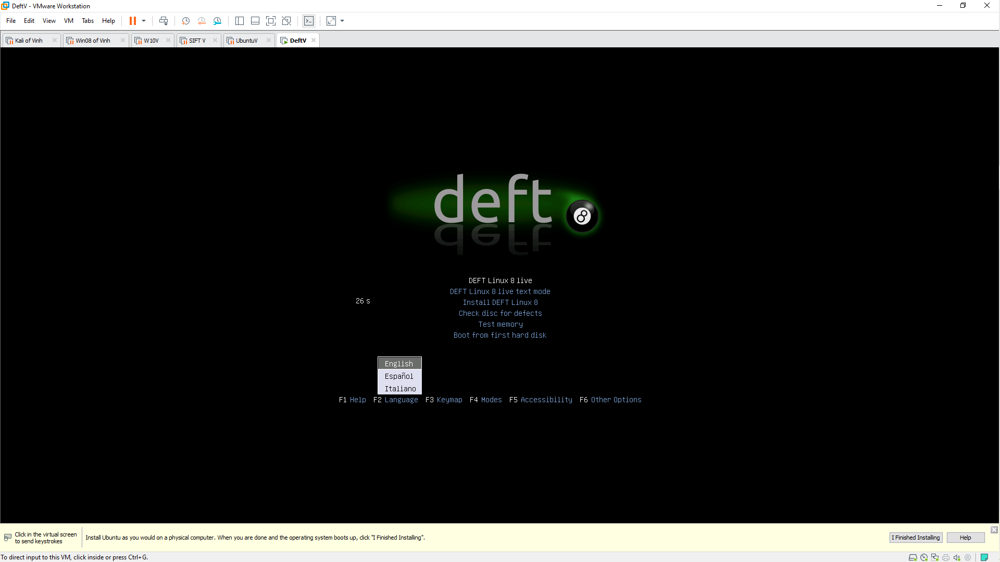 DeftV - VMware Workstation
File Edit View VM Tabs Help
Kali of Vinh Win08 of Vinh W10V SIFT V UbuntuV DeftV
deft 8
DEFT Linux 8 live
DEFT Linux 8 live text mode
26 s
Install DEFT Linux 8
Check disc for defects
Test memory
Boot from first hard disk
English
Español
Italiano
F1 Help F2 Language F3 Keymap F4 Modes F5 Accessibility F6 Other Options
Click in the virtual screen
to send keystrokes
Install Ubuntu as you would on a physical computer. When you are done and the operating system boots up, click "I Finished Installing".
I Finished Installing Help
To direct input to this VM, click inside or press Ctrl+G.